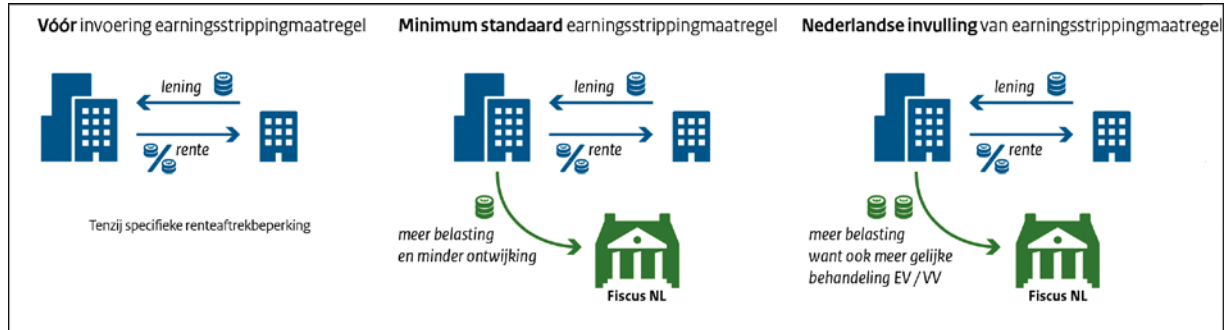 Vóór invoering earningsstrippingmaatregel
lening
rente
Tenzij specifieke renteaftrekbeperking
Minimum standaard earningsstrippingmaatregel
lening
rente
meer belasting
en minder ontwijking
Fiscus NL
Nederlandse invulling van earningsstrippingmaatregel
lening
rente
meer belasting
want ook meer gelijke
behandeling EV / VV
Fiscus NL